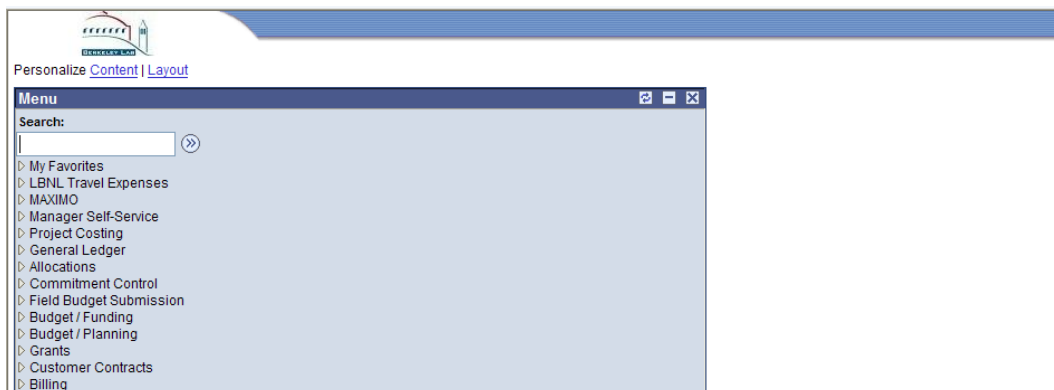 BERKELEY LAB
Personalize Content | Layout
Menu
Search:
My Favorites
LBNL Travel Expenses
MAXIMO
Manager Self-Service
Project Costing
General Ledger
Allocations
Commitment Control
Field Budget Submission
Budget / Funding
Budget / Planning
Grants
Customer Contracts
Billing